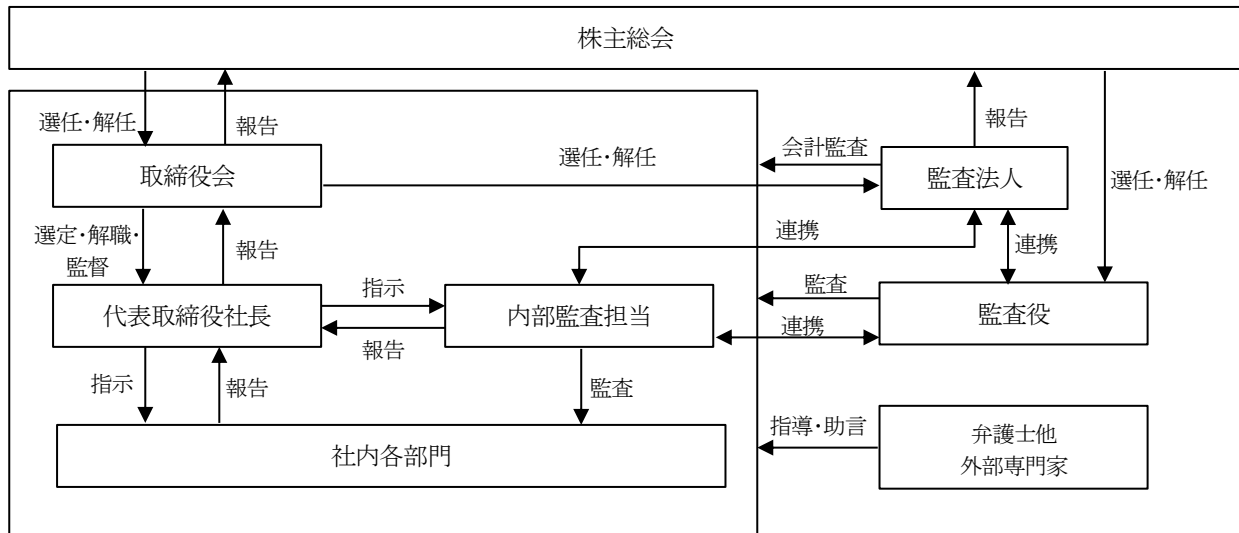 株主総会
選任・解任
報告
報告
選任・解任
会計監査
取締役会
監査法人
選任・解任
選定・解職・
監督
報告
連携
連携
指示
監査
代表取締役社長
内部監査担当
監査役
報告
連携
指示
報告
監査
社内各部門
指導・助言
弁護士他
外部専門家